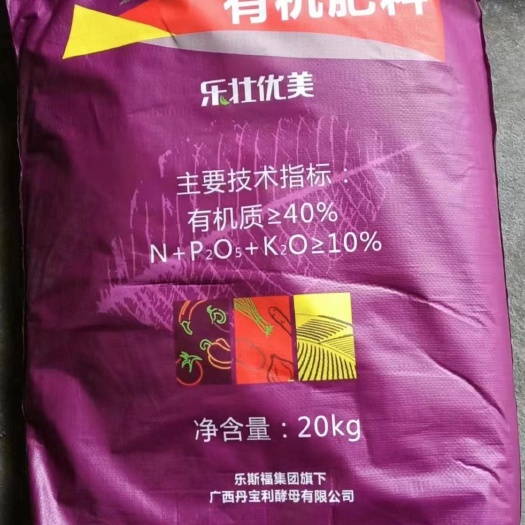 有机肥料
乐壮优美
主要技术指标：
有机质≥40%
N+P₂O₅+K₂O≥10%
净含量：20kg
乐斯福集团旗下
广西丹宝利酵母有限公司